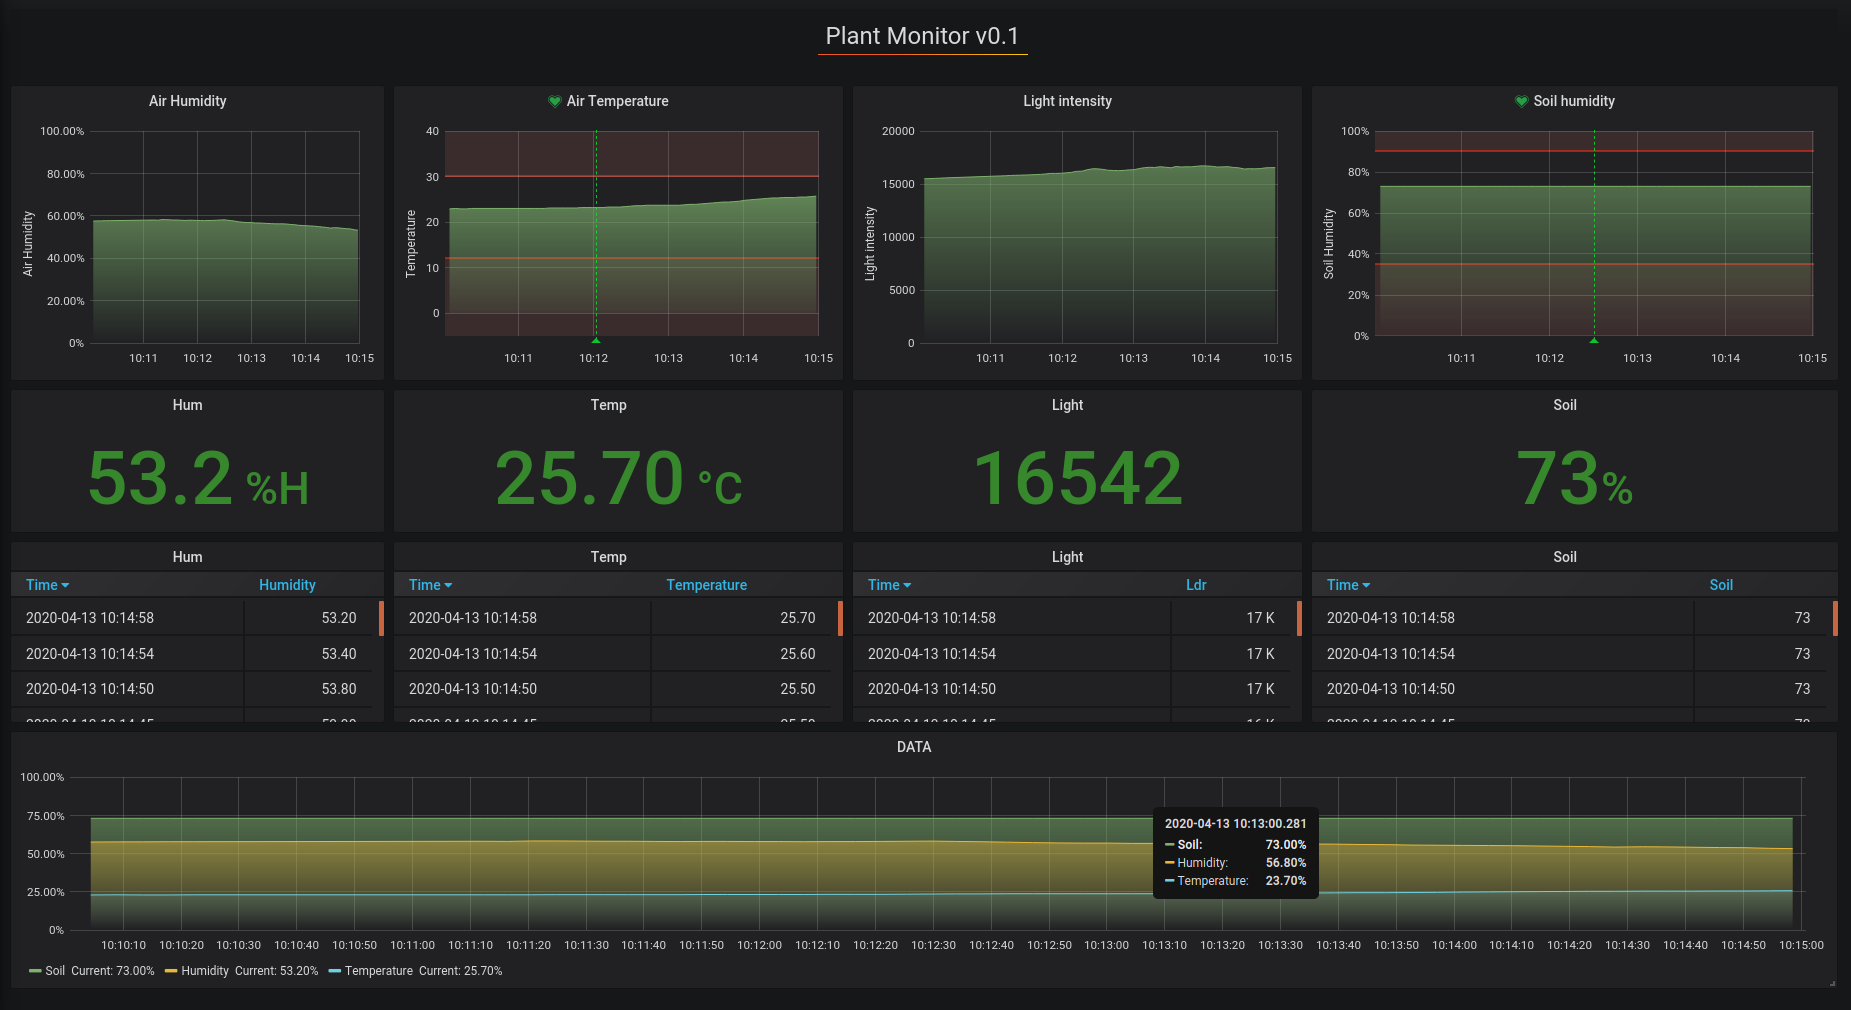 Plant Monitor v0.1
Air Humidity
100.00%
80.00%
60.00%
40.00%
20.00%
0%
Air Humidity
10:11 10:12 10:13 10:14 10:15
Air Temperature
40
30
20
10
0
Temperature
10:11 10:12 10:13 10:14 10:15
Light intensity
20000
15000
10000
5000
0
Light intensity
10:11 10:12 10:13 10:14 10:15
Soil humidity
100%
80%
60%
40%
20%
0%
Soil Humidity
10:11 10:12 10:13 10:14 10:15
Hum
53.2 %H
Temp
25.70 °C
Light
16542
Soil
73%
Hum
Time Humidity
2020-04-13 10:14:58 53.20
2020-04-13 10:14:54 53.40
2020-04-13 10:14:50 53.80
Temp
Time Temperature
2020-04-13 10:14:58 25.70
2020-04-13 10:14:54 25.60
2020-04-13 10:14:50 25.50
Light
Time Ldr
2020-04-13 10:14:58 17 K
2020-04-13 10:14:54 17 K
2020-04-13 10:14:50 17 K
Soil
Time Soil
2020-04-13 10:14:58 73
2020-04-13 10:14:54 73
2020-04-13 10:14:50 73
DATA
100.00%
75.00%
50.00%
25.00%
0%
2020-04-13 10:13:00.281
Soil: 73.00%
Humidity: 56.80%
Temperature: 23.70%
10:10:10 10:10:20 10:10:30 10:10:40 10:10:50 10:11:00 10:11:10 10:11:20 10:11:30 10:11:40 10:11:50 10:12:00 10:12:10 10:12:20 10:12:30 10:12:40 10:12:50 10:13:00 10:13:10 10:13:20 10:13:30 10:13:40 10:13:50 10:14:00 10:14:10 10:14:20 10:14:30 10:14:40 10:14:50 10:15:00
Soil Current: 73.00% Humidity Current: 53.20% Temperature Current: 25.70%